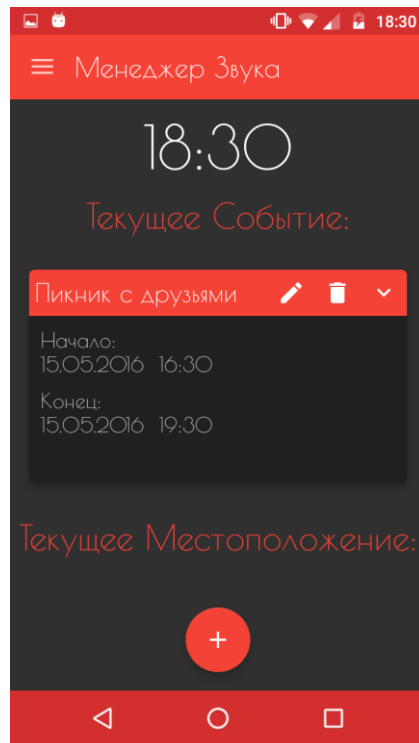 18:30
Менеджер Звука
18:30
Текущее Событие:
Пикник с друзьями
Начало:
15.05.2016 16:30
Конец:
15.05.2016 19:30
Текущее Местоположение: